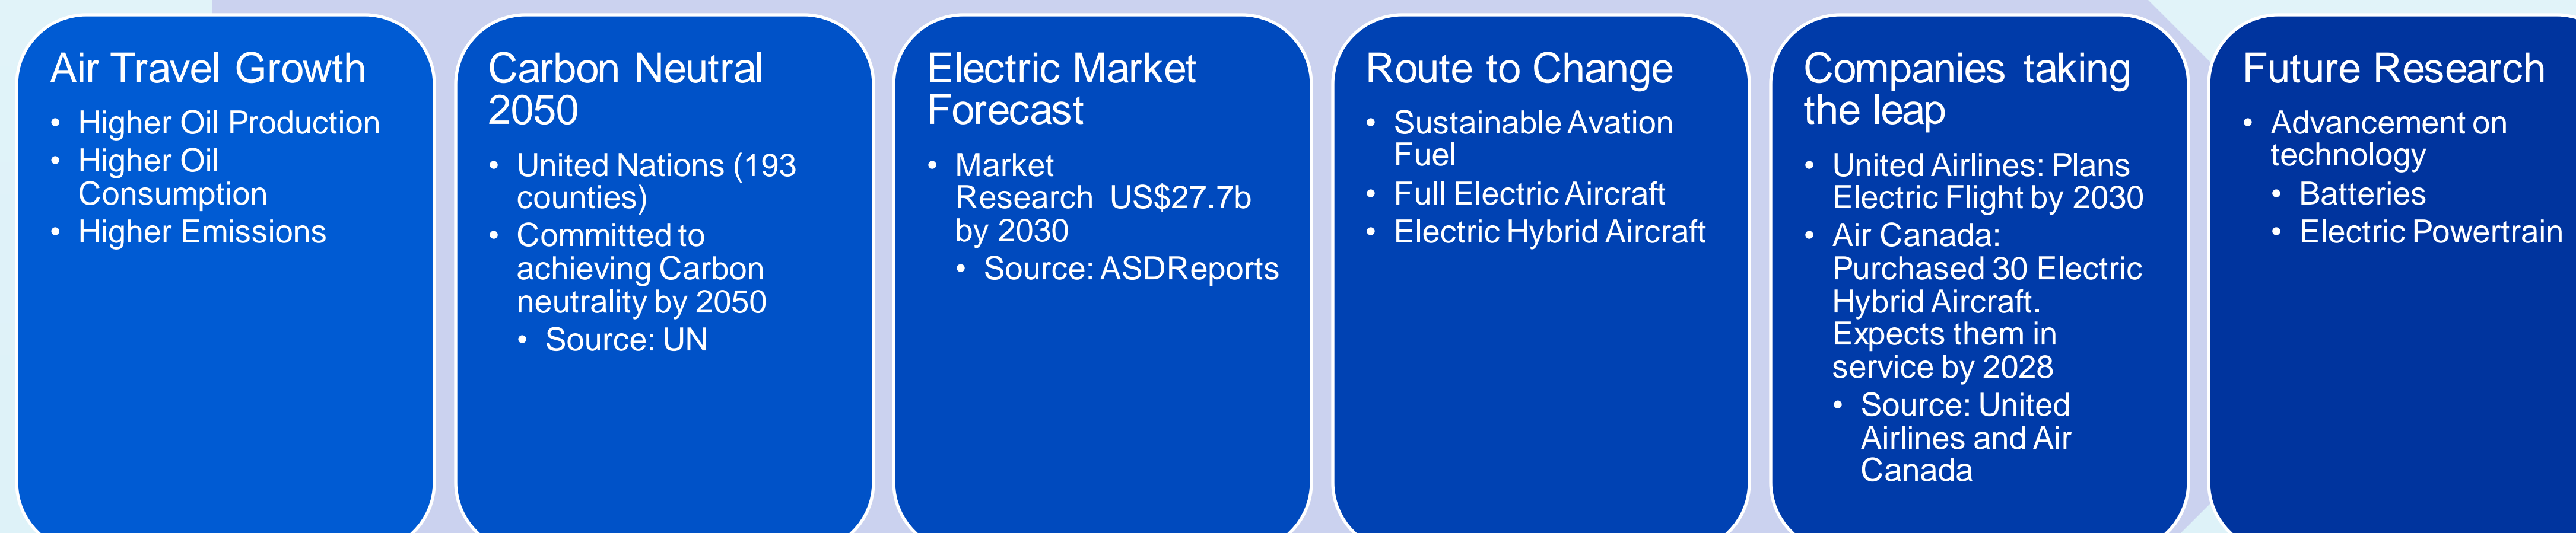 Air Travel Growth
• Higher Oil Production
• Higher Oil
Consumption
• Higher Emissions
Carbon Neutral
2050
• United Nations (193
counties)
• Committed to
achieving Carbon
neutrality by 2050
• Source: UN
Electric Market
Forecast
• Market
Research US$27.7b
by 2030
• Source: ASDReports
Route to Change
• Sustainable Avation
Fuel
• Full Electric Aircraft
• Electric Hybrid Aircraft
Companies taking
the leap
• United Airlines: Plans
Electric Flight by 2030
• Air Canada:
Purchased 30 Electric
Hybrid Aircraft.
Expects them in
service by 2028
• Source: United
Airlines and Air
Canada
Future Research
• Advancement on
technology
• Batteries
• Electric Powertrain